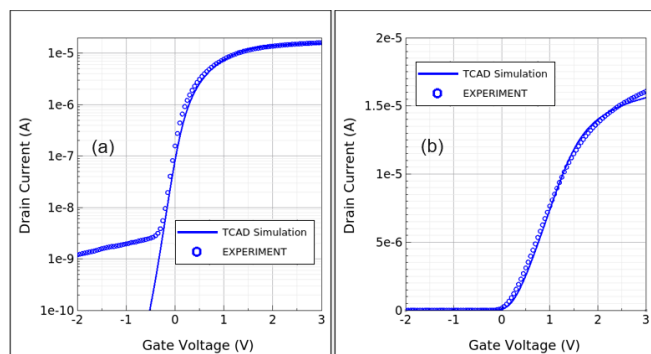 1e-5
1e-6
1e-7
1e-8
1e-9
1e-10
Drain Current (A)
(a)
TCAD Simulation
EXPERIMENT
-2 -1 0 1 2 3
Gate Voltage (V)
2e-5
1.5e-5
1e-5
5e-6
0
Drain Current (A)
TCAD Simulation
EXPERIMENT
(b)
-2 -1 0 1 2 3
Gate Voltage (V)